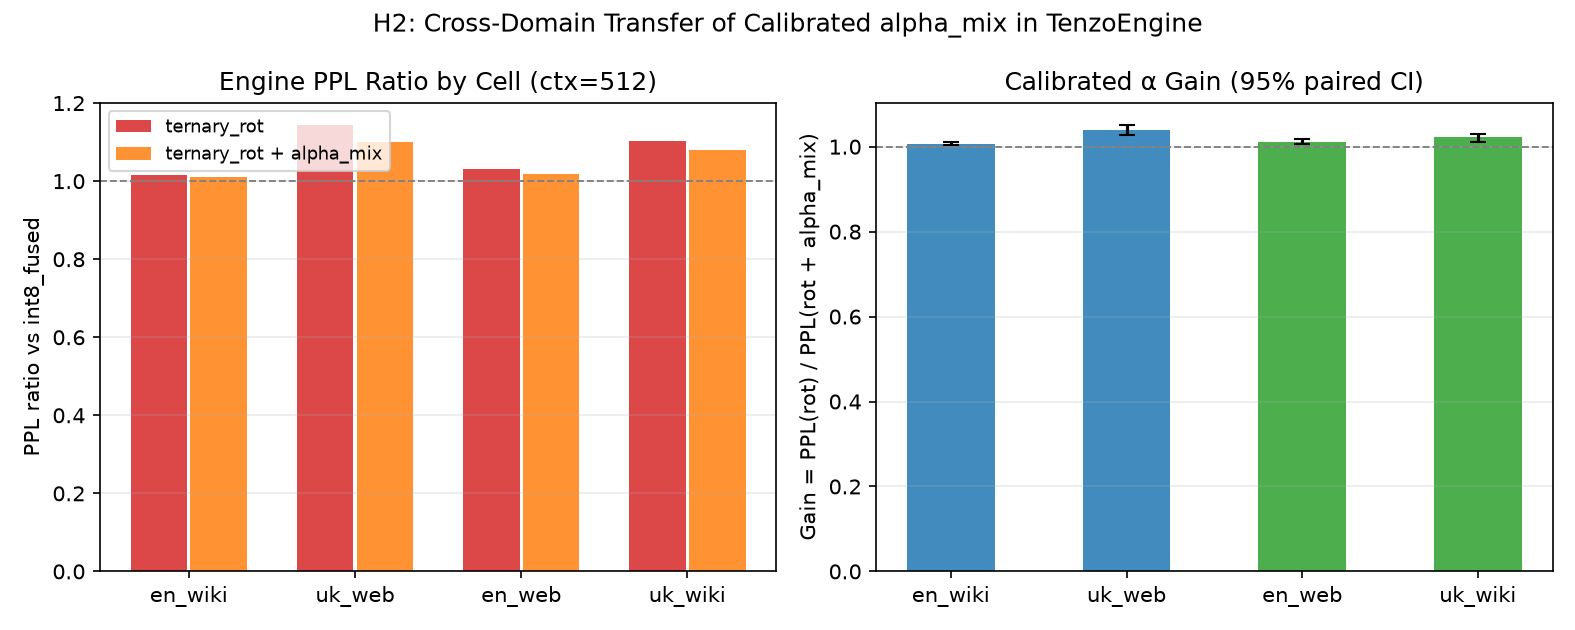 H2: Cross-Domain Transfer of Calibrated alpha_mix in TenzoEngine
Engine PPL Ratio by Cell (ctx=512)
PPL ratio vs int8_fused
1.2
1.0
0.8
0.6
0.4
0.2
0.0
ternary_rot
ternary_rot + alpha_mix
en_wiki
uk_web
en_web
uk_wiki
Calibrated α Gain (95% paired CI)
Gain = PPL(rot) / PPL(rot + alpha_mix)
1.0
0.8
0.6
0.4
0.2
0.0
en_wiki
uk_web
en_web
uk_wiki